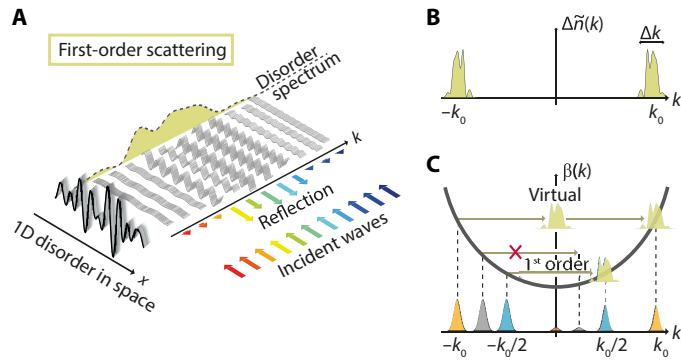 A
First-order scattering
Disorder
spectrum
k
Reflection
Incident waves
1D disorder in space
x
B
Δñ(k)
Δk
−k₀
k₀
k
C
β(k)
Virtual
1st order
−k₀
−k₀/2
k₀/2
k₀
k